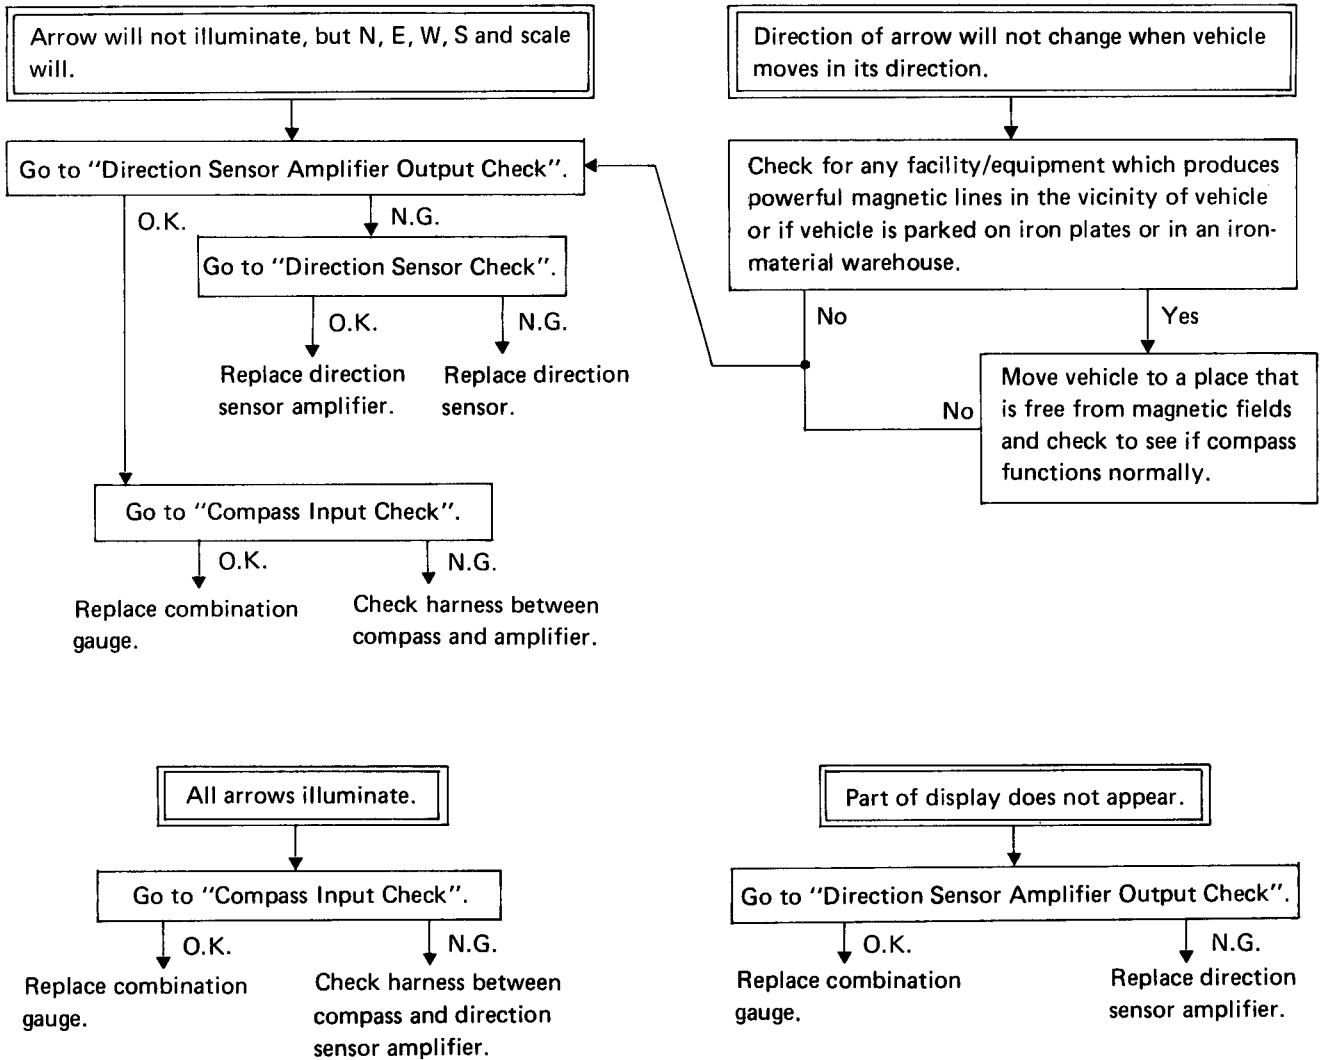 Arrow will not illuminate, but N, E, W, S and scale
will.
Go to "Direction Sensor Amplifier Output Check".
O.K.
N.G.
Go to "Direction Sensor Check".
O.K.
N.G.
Replace direction
sensor amplifier.
Replace direction
sensor.
Go to "Compass Input Check".
O.K.
N.G.
Replace combination
gauge.
Check harness between
compass and amplifier.
Direction of arrow will not change when vehicle
moves in its direction.
Check for any facility/equipment which produces
powerful magnetic lines in the vicinity of vehicle
or if vehicle is parked on iron plates or in an iron-
material warehouse.
No
Yes
No
Move vehicle to a place that
is free from magnetic fields
and check to see if compass
functions normally.
All arrows illuminate.
Go to "Compass Input Check".
O.K.
N.G.
Replace combination
gauge.
Check harness between
compass and direction
sensor amplifier.
Part of display does not appear.
Go to "Direction Sensor Amplifier Output Check".
O.K.
N.G.
Replace combination
gauge.
Replace direction
sensor amplifier.